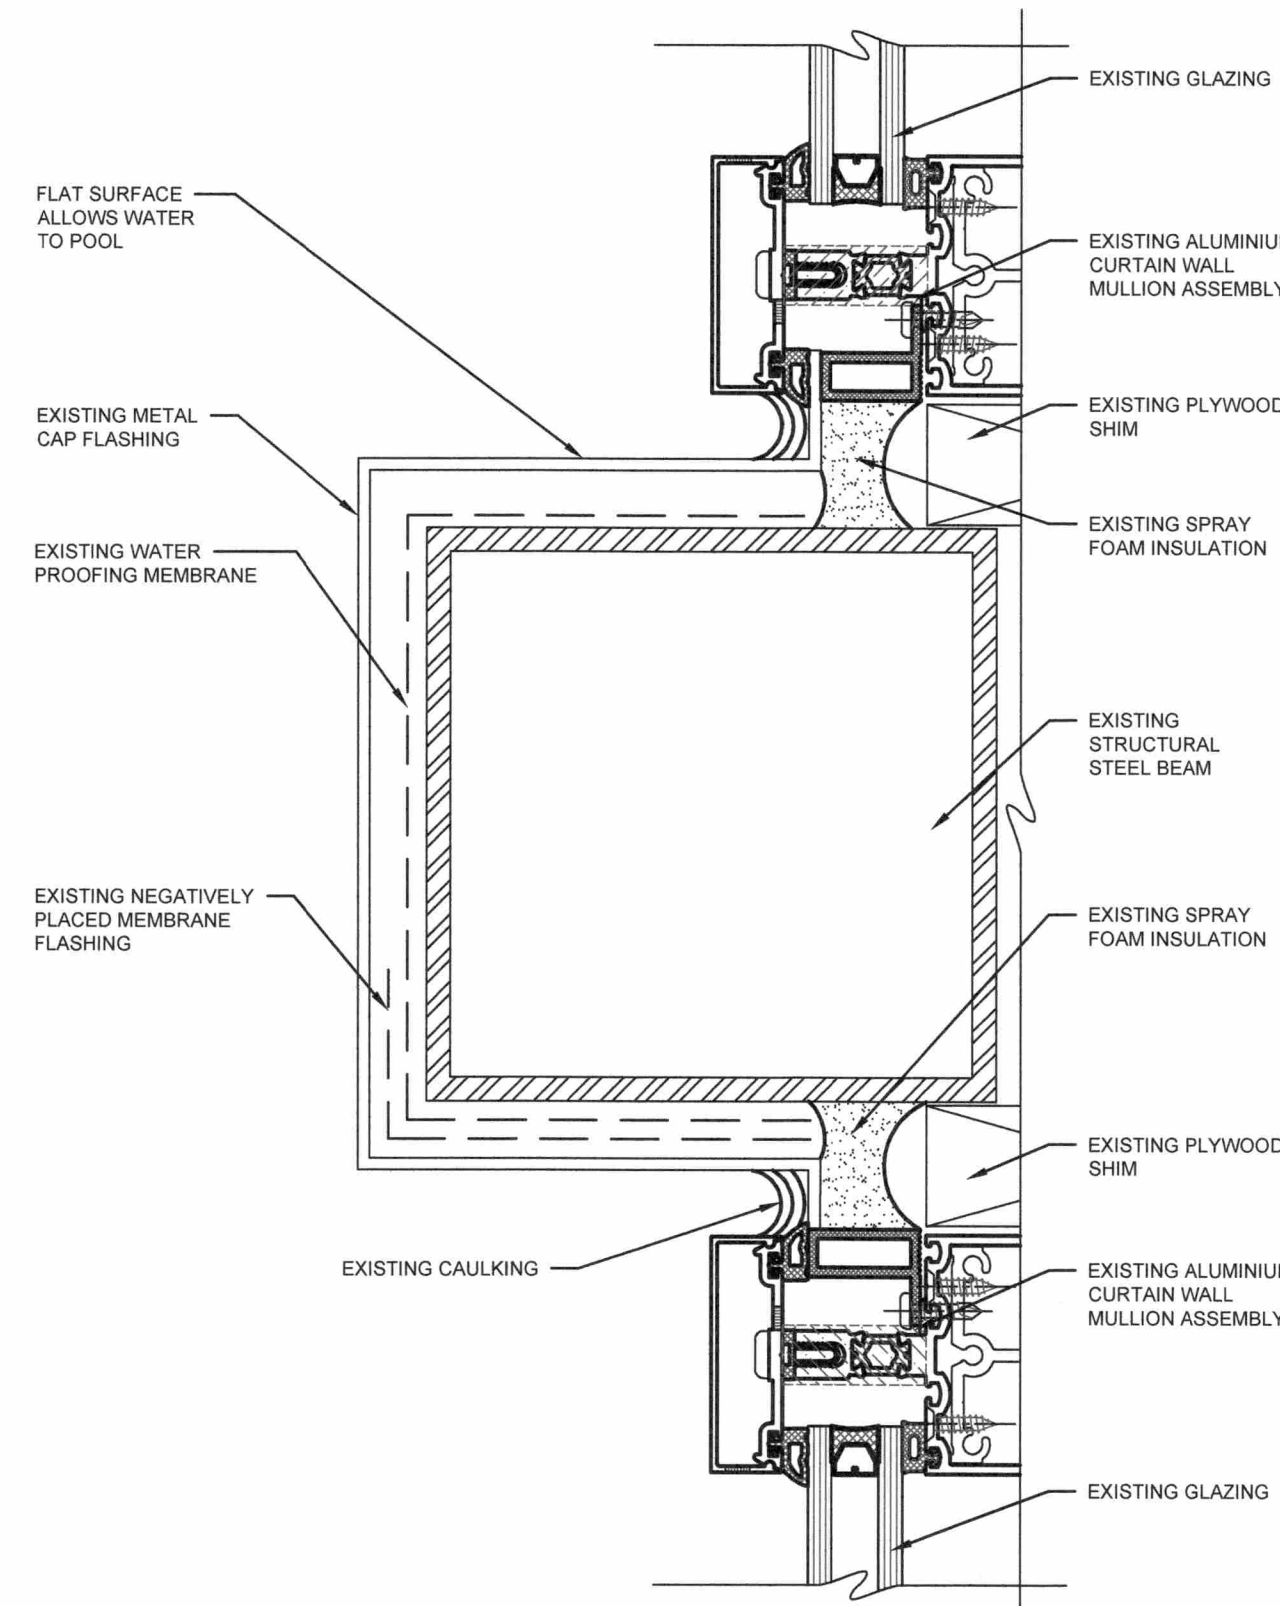 EXISTING GLAZING
FLAT SURFACE
ALLOWS WATER
TO POOL
EXISTING ALUMINIU
CURTAIN WALL
MULLION ASSEMBLY
EXISTING METAL
CAP FLASHING
EXISTING PLYWOOD
SHIM
EXISTING WATER
PROOFING MEMBRANE
EXISTING SPRAY
FOAM INSULATION
EXISTING
STRUCTURAL
STEEL BEAM
EXISTING NEGATIVELY
PLACED MEMBRANE
FLASHING
EXISTING SPRAY
FOAM INSULATION
EXISTING PLYWOOD
SHIM
EXISTING CAULKING
EXISTING ALUMINIU
CURTAIN WALL
MULLION ASSEMBLY
EXISTING GLAZING